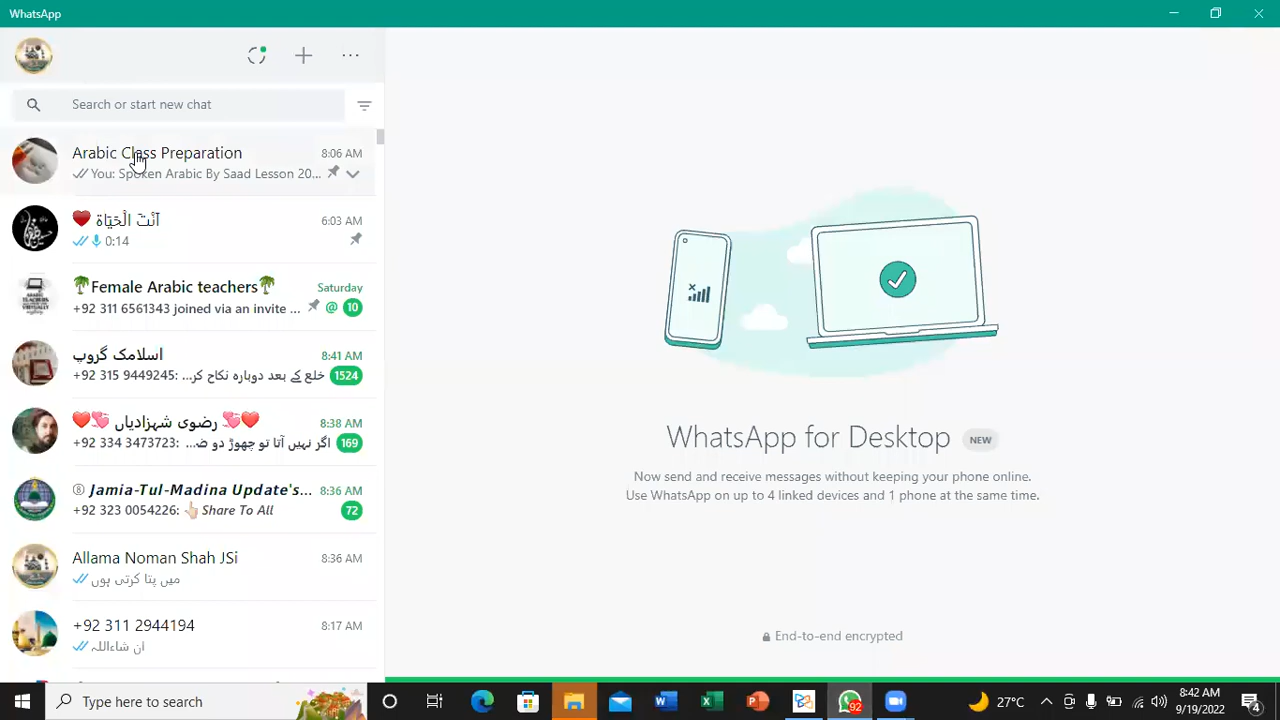 WhatsApp
Search or start new chat
Arabic Class Preparation 8:06 AM
You: Spoken Arabic By Saad Lesson 20...
أَنْتَ الْحَيَاة 6:03 AM
0:14
🌴Female Arabic teachers🌴 Saturday
+92 311 6561343 joined via an invite ... @ 10
اسلامک گروپ 8:41 AM
+92 315 9449245: خلع کے بعد دوبارہ نکاح کر... 1524
❤️💞 رضوی شہزادیاں 💞❤️ 8:38 AM
+92 334 3473723: اگر نہیں آتا تو چھوڑ دو ضـ... 169
⑧ Jamia-Tul-Madina Update's... 8:36 AM
+92 323 0054226: 👆🏻Share To All 72
Allama Noman Shah JSi 8:36 AM
میں پتا کرتی ہوں
+92 311 2944194 8:17 AM
ان شاءاللہ
WhatsApp for Desktop NEW
Now send and receive messages without keeping your phone online.
Use WhatsApp on up to 4 linked devices and 1 phone at the same time.
End-to-end encrypted
Type here to search
92
27°C
8:42 AM
9/19/2022
4